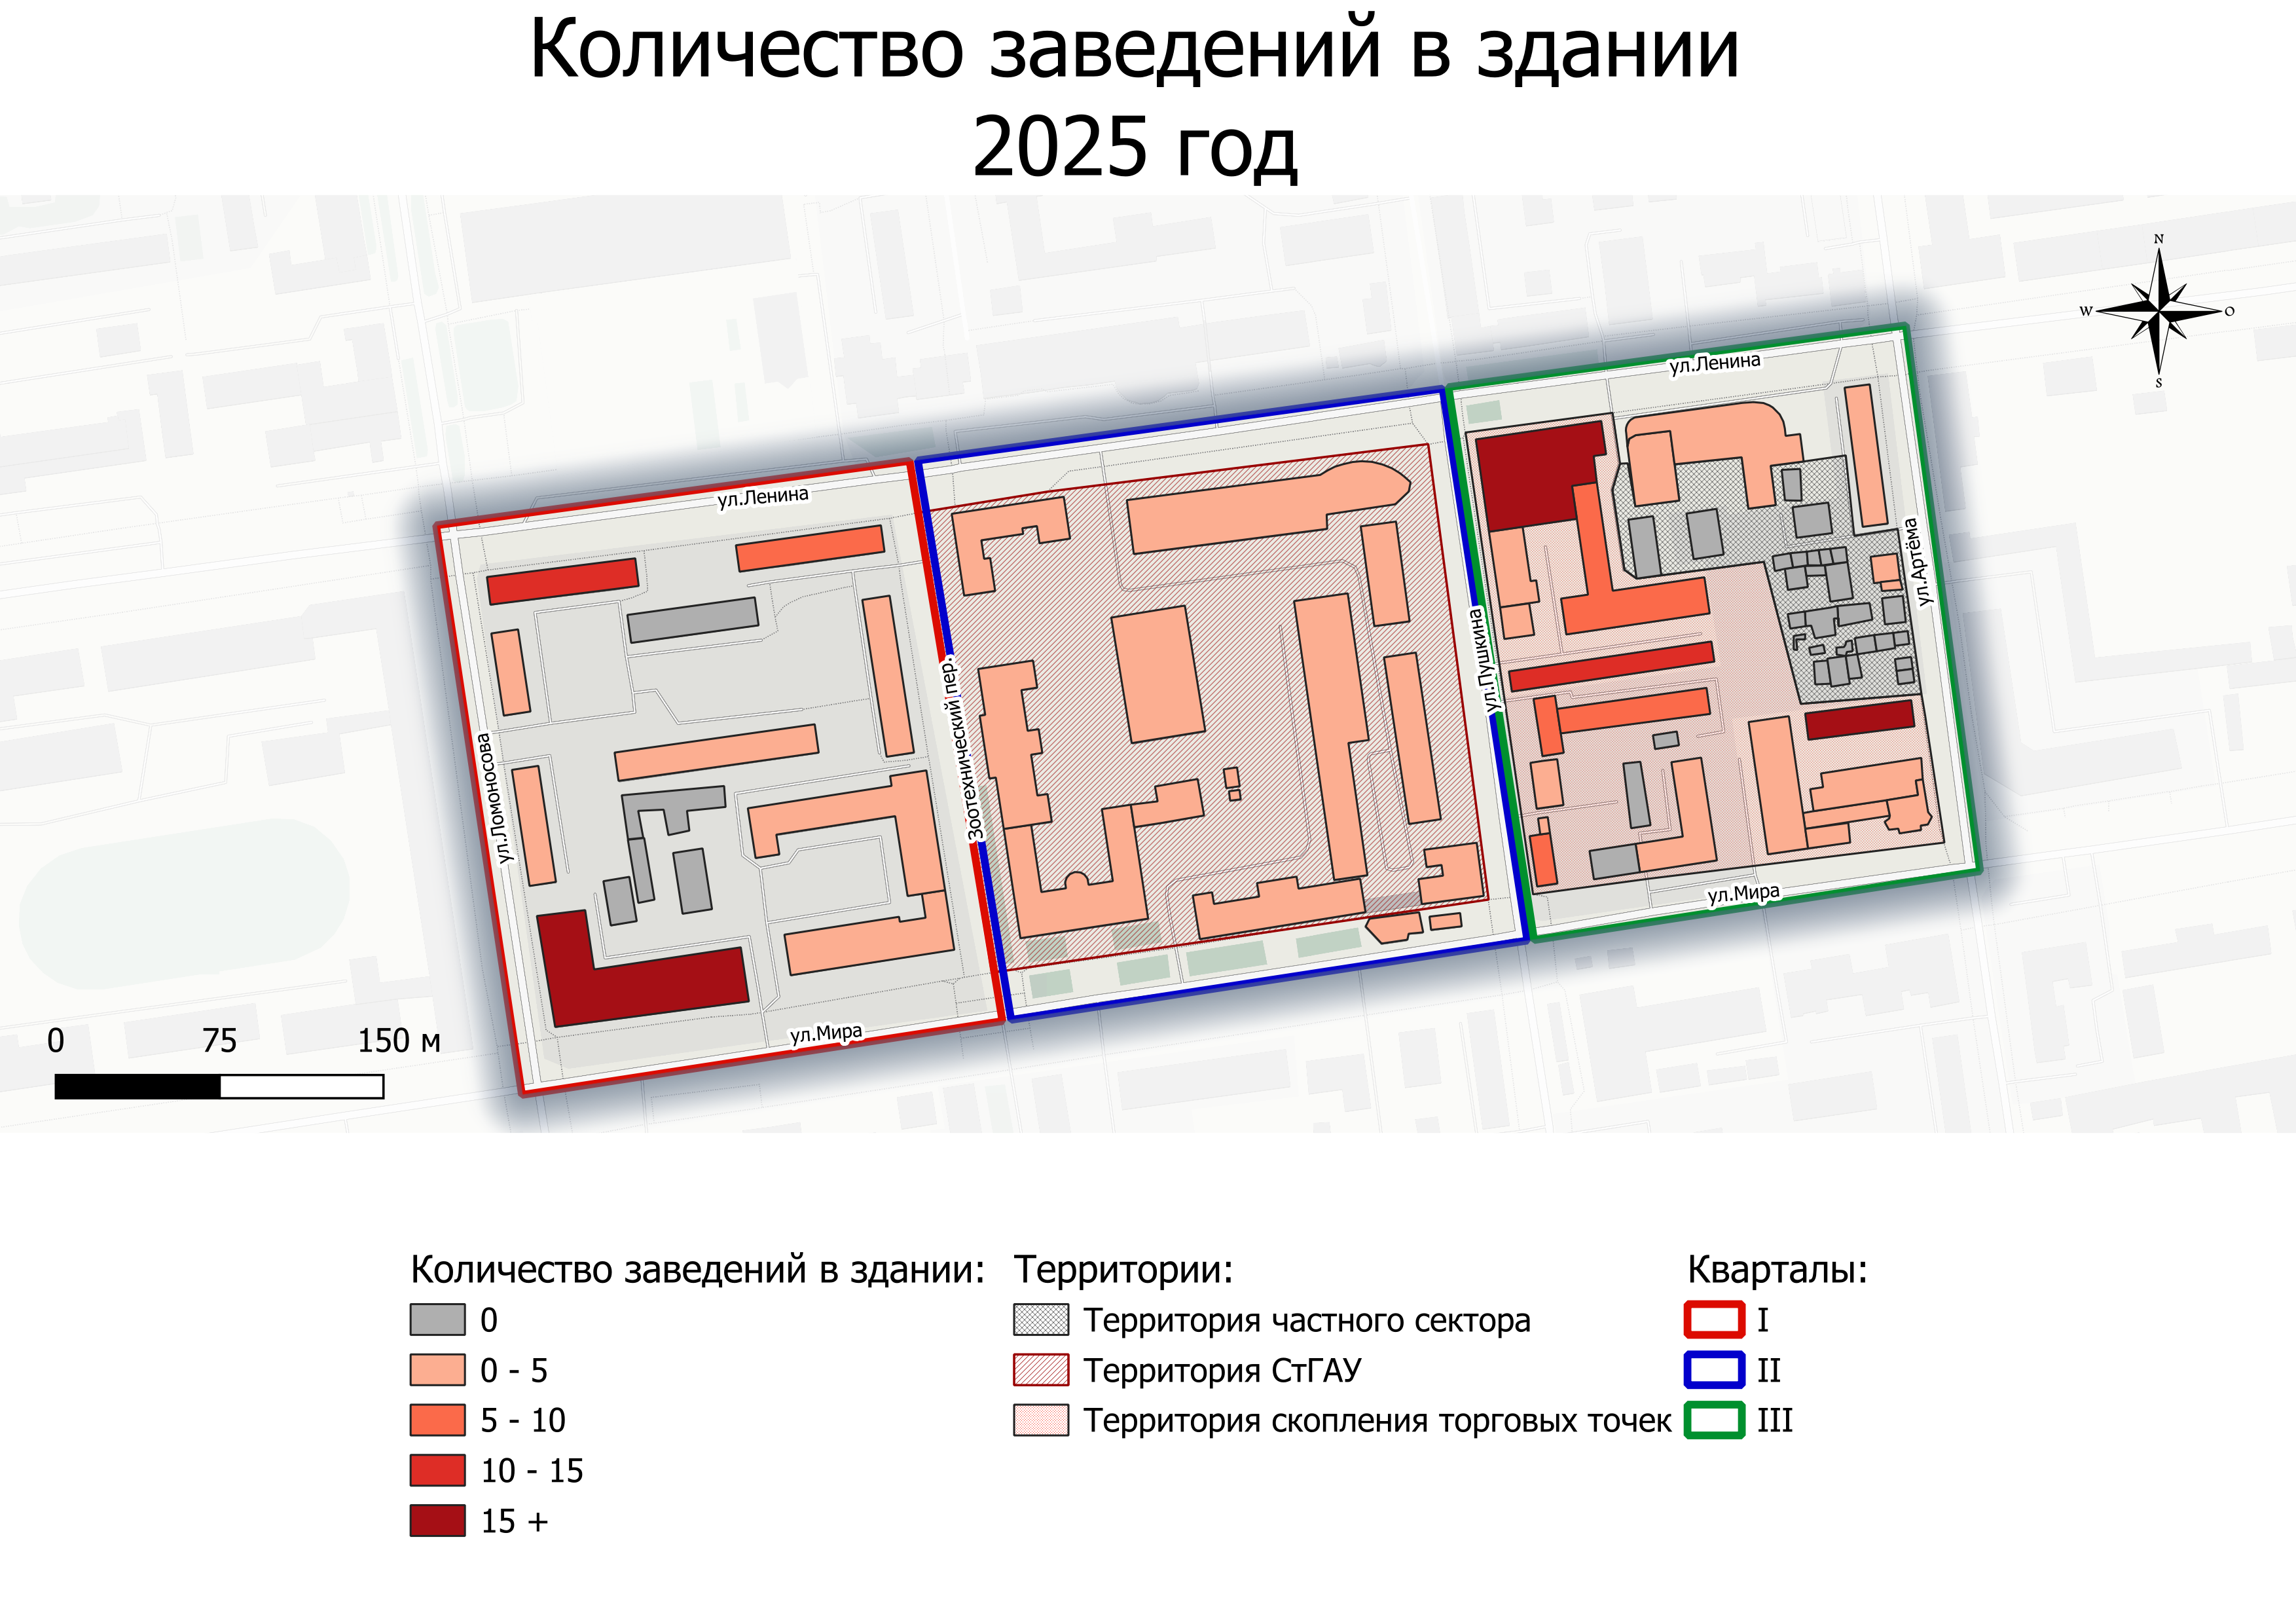 Количество заведений в здании
2025 год
N
W
O
S
ул.Ленина
ул.Ленина
ул.Артёма
ул.Пушкина
Зоотехнический пер.
ул.Ломоносова
ул.Мира
ул.Мира
0 75 150 м
Количество заведений в здании:
0
0 - 5
5 - 10
10 - 15
15 +
Территории:
Территория частного сектора
Территория СтГАУ
Территория скопления торговых точек
Кварталы:
I
II
III